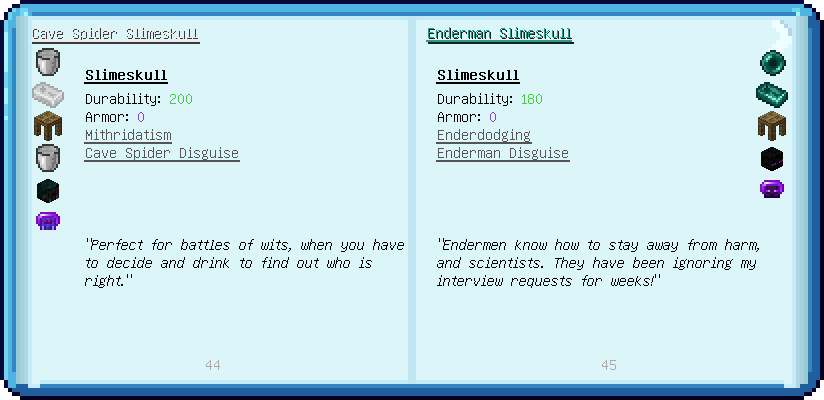 Cave Spider Slimeskull
Slimeskull
Durability: 200
Armor: 0
Mithridatism
Cave Spider Disguise
"Perfect for battles of wits, when you have
to decide and drink to find out who is
right."
44
Enderman Slimeskull
Slimeskull
Durability: 180
Armor: 0
Enderdodging
Enderman Disguise
"Endermen know how to stay away from harm,
and scientists. They have been ignoring my
interview requests for weeks!"
45